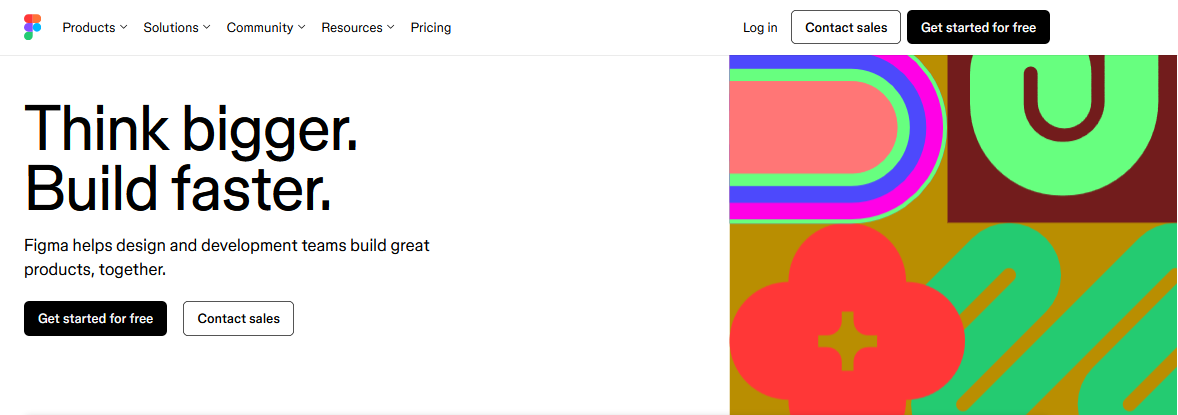 Products
Solutions
Community
Resources
Pricing
Log in
Contact sales
Get started for free
Think bigger.
Build faster.
Figma helps design and development teams build great
products, together.
Get started for free
Contact sales